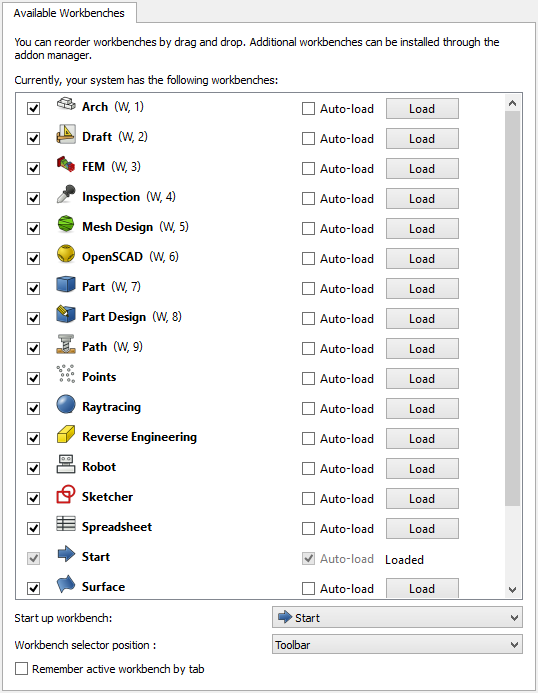 Available Workbenches
You can reorder workbenches by drag and drop. Additional workbenches can be installed through the
addon manager.
Currently, your system has the following workbenches:
Arch (W, 1) Auto-load Load
Draft (W, 2) Auto-load Load
FEM (W, 3) Auto-load Load
Inspection (W, 4) Auto-load Load
Mesh Design (W, 5) Auto-load Load
OpenSCAD (W, 6) Auto-load Load
Part (W, 7) Auto-load Load
Part Design (W, 8) Auto-load Load
Path (W, 9) Auto-load Load
Points Auto-load Load
Raytracing Auto-load Load
Reverse Engineering Auto-load Load
Robot Auto-load Load
Sketcher Auto-load Load
Spreadsheet Auto-load Load
Start Auto-load Loaded
Surface Auto-load Load
Start up workbench: Start
Workbench selector position : Toolbar
Remember active workbench by tab